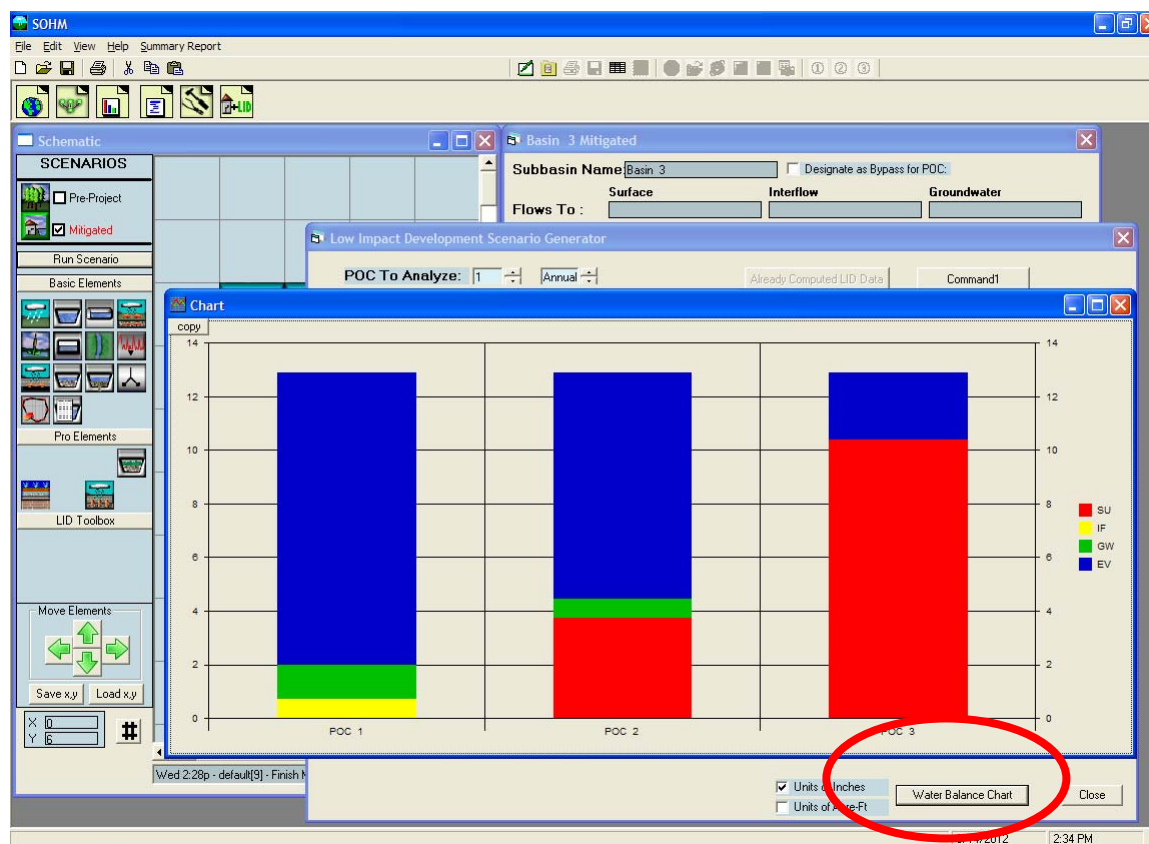 SOHM
File Edit View Help Summary Report
Schematic
SCENARIOS
Pre-Project
Mitigated
Run Scenario
Basic Elements
Pro Elements
LID Toolbox
Move Elements
Save x,y Load x,y
X 0
Y 6
Wed 2:28p - default[9] - Finish
Basin 3 Mitigated
Subbasin Name: Basin 3 Designate as Bypass for POC:
Surface Interflow Groundwater
Flows To :
Low Impact Development Scenario Generator
POC To Analyze: 1 Annual Already Computed LID Data Command1
Chart
copy
14 14
12 12
10 10
8 8
6 6
4 4
2 2
0 0
POC 1 POC 2 POC 3
SU
IF
GW
EV
Units of Inches
Units of Acre-Ft
Water Balance Chart Close
2:34 PM
+LID